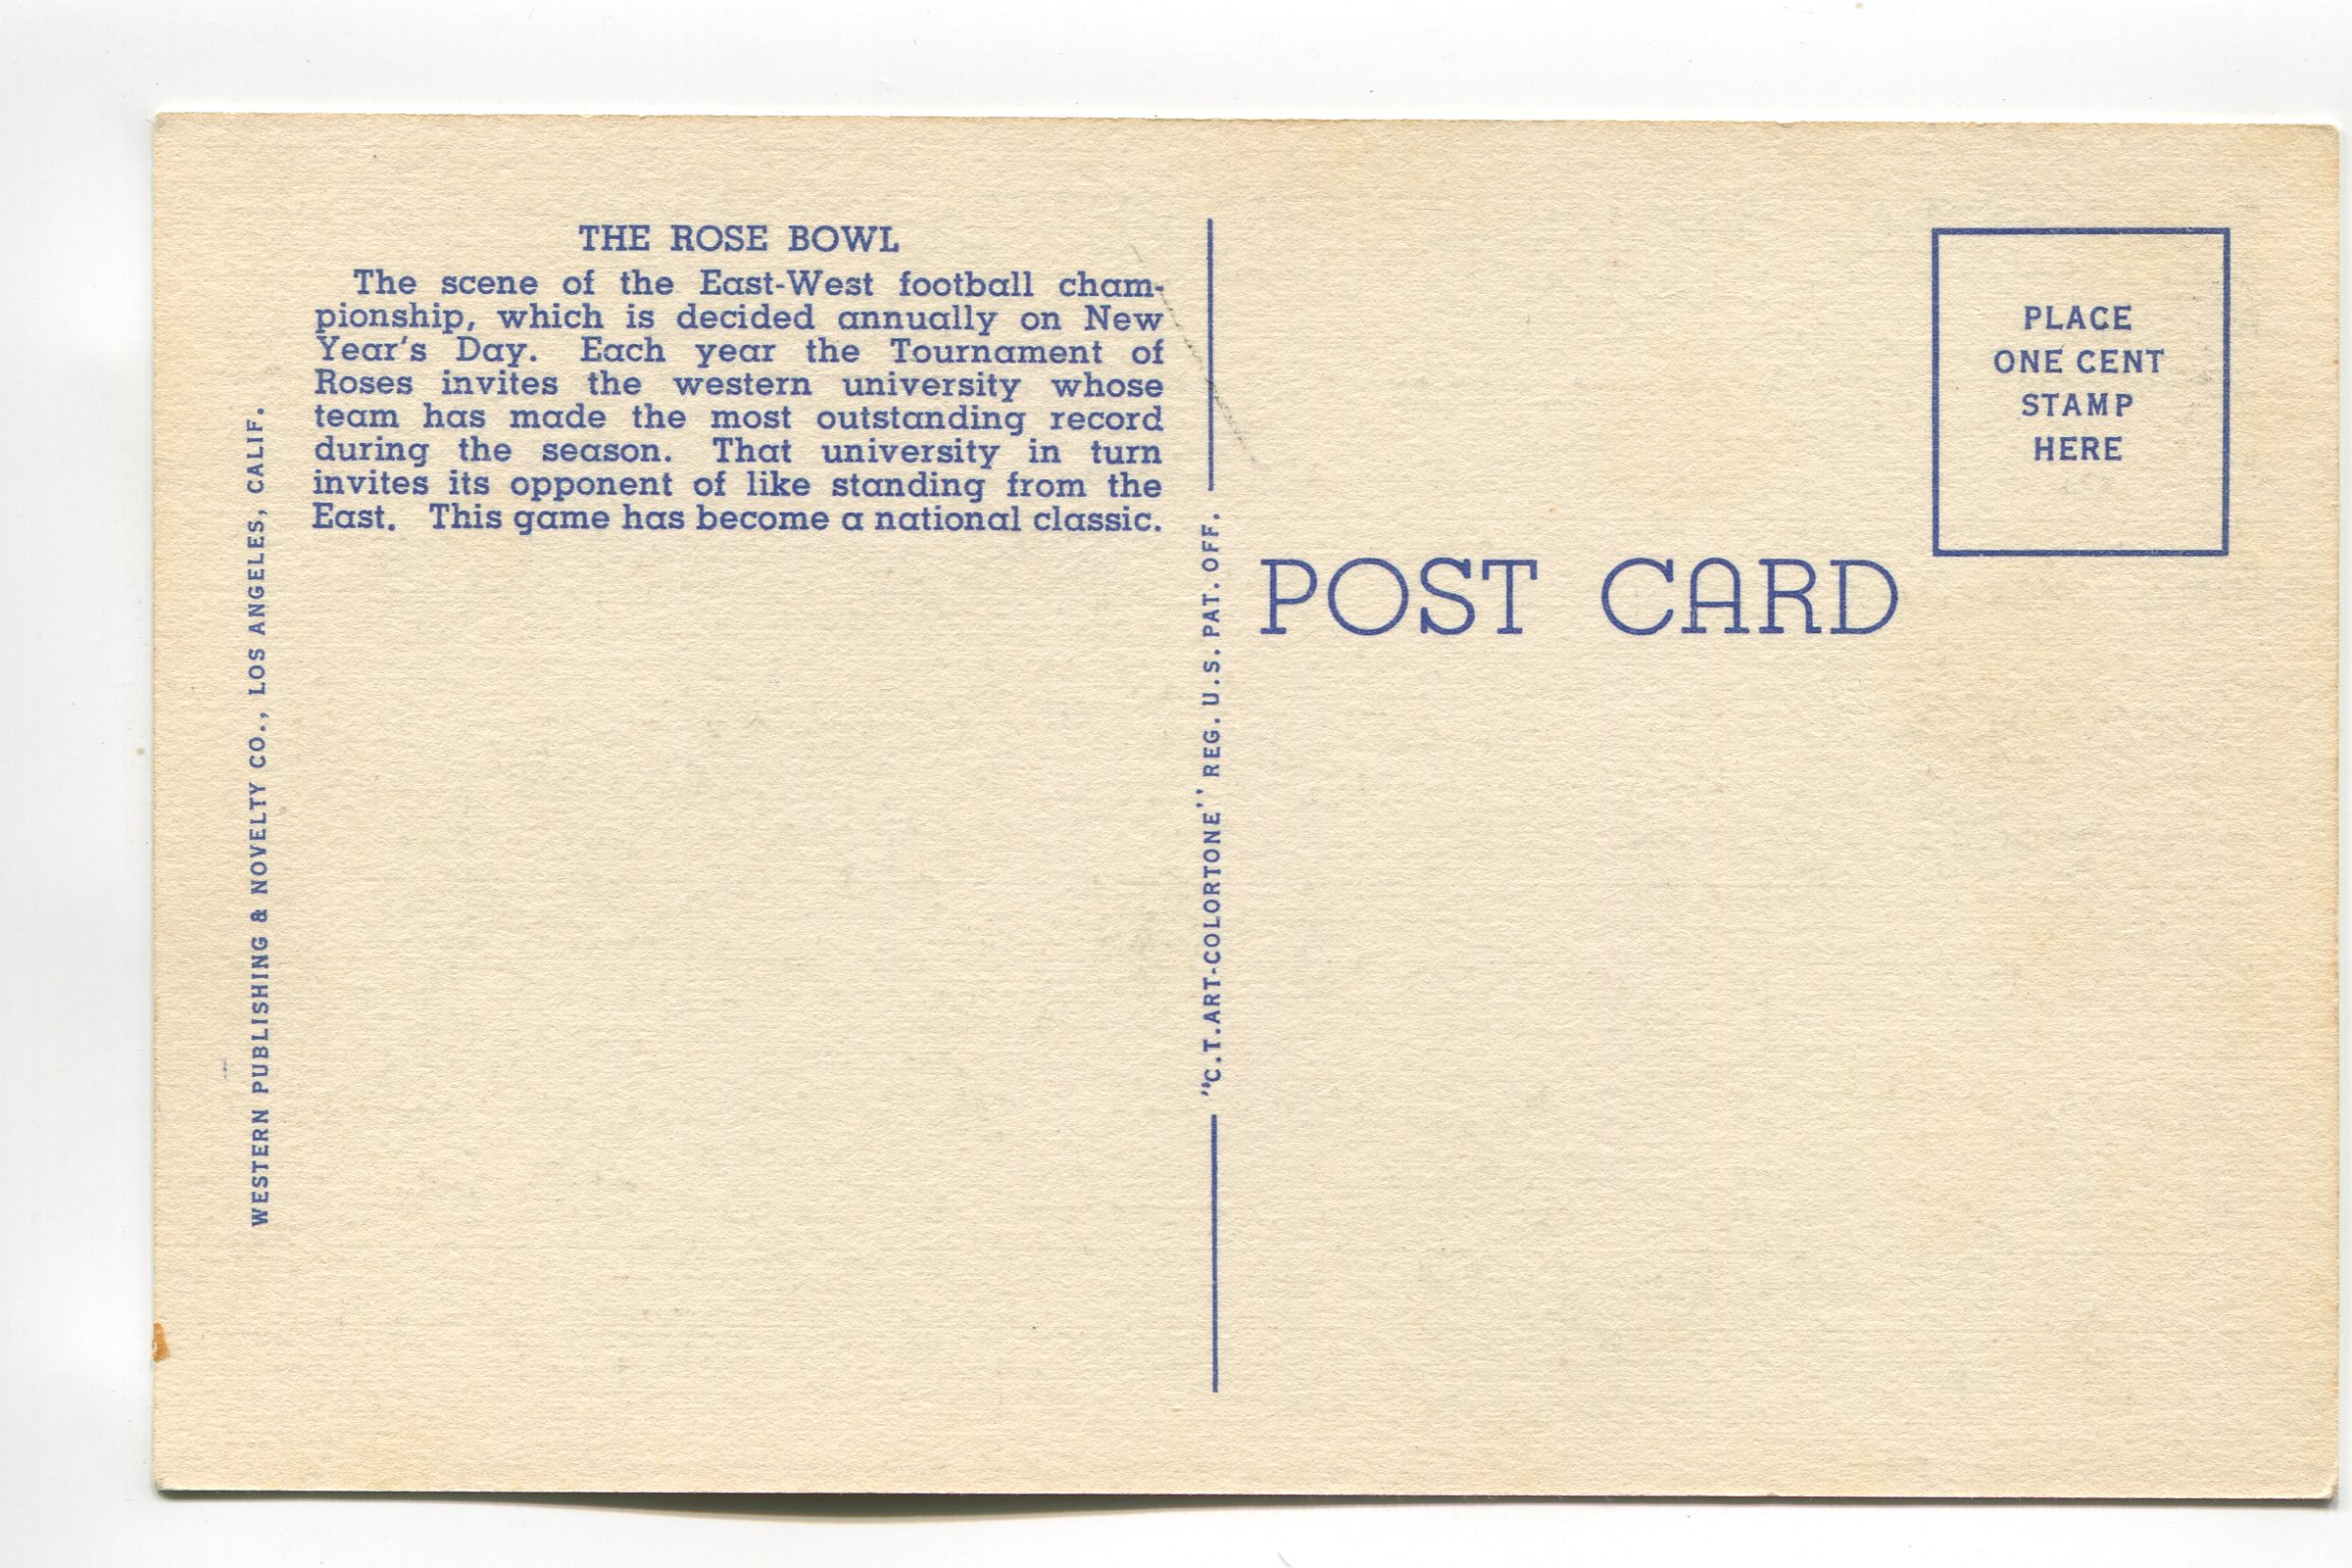 THE ROSE BOWL
The scene of the East-West football cham-
pionship, which is decided annually on New
Year's Day. Each year the Tournament of
Roses invites the western university whose
team has made the most outstanding record
during the season. That university in turn
invites its opponent of like standing from the
East. This game has become a national classic.
WESTERN PUBLISHING & NOVELTY CO., LOS ANGELES, CALIF.
"C.T.ART-COLORTONE" REG. U.S. PAT. OFF.
POST CARD
PLACE
ONE CENT
STAMP
HERE